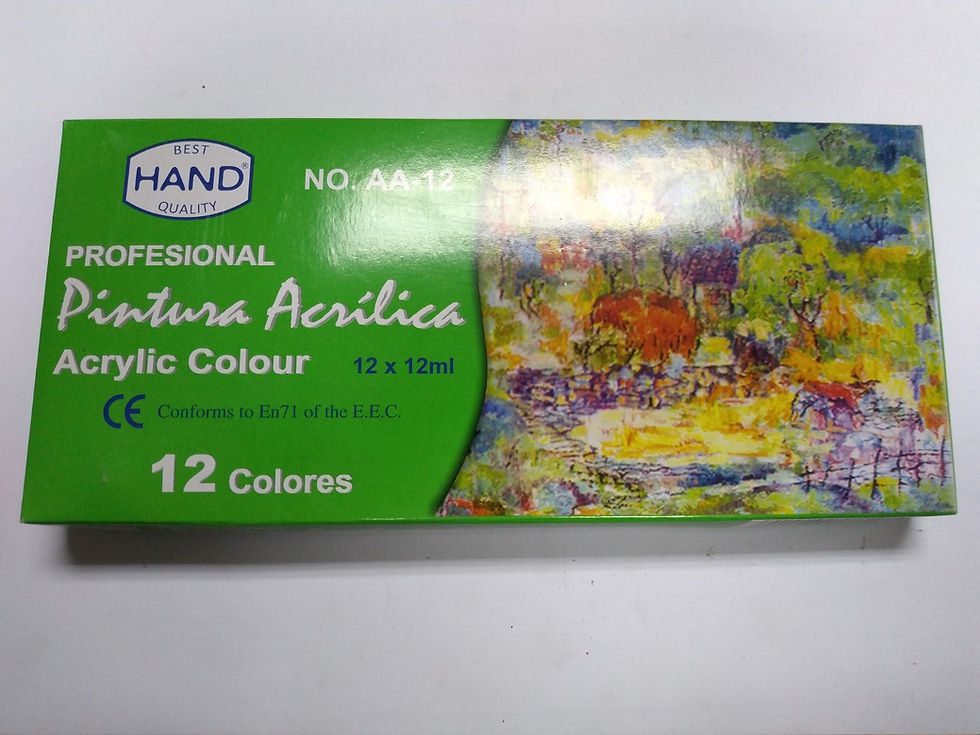 BEST
HAND®
QUALITY
NO. AA-12
PROFESIONAL
Pintura Acrílica
Acrylic Colour 12 x 12ml
CE Conforms to En71 of the E.E.C.
12 Colores